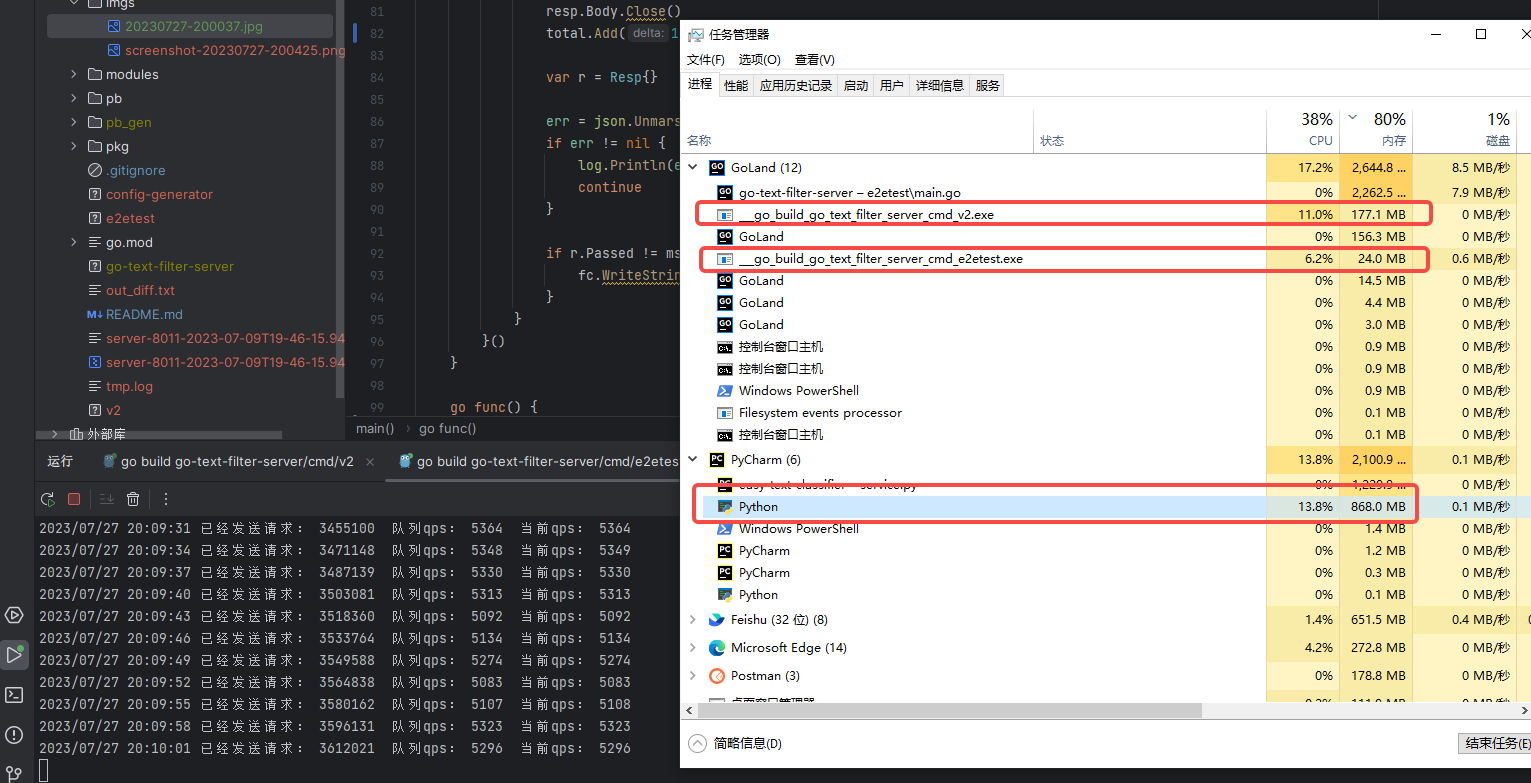 imgs
20230727-200037.jpg
screenshot-20230727-200425.png
modules
pb
pb_gen
pkg
.gitignore
config-generator
e2etest
go.mod
go-text-filter-server
out_diff.txt
M↓ README.md
server-8011-2023-07-09T19-46-15.94
server-8011-2023-07-09T19-46-15.94
tmp.log
v2
外部库
81 resp.Body.Close()
82 total.Add( delta: 1
83
84 var r = Resp{}
85
86 err = json.Unmars
87 if err != nil {
88 log.Println(e
89 continue
90 }
91
92 if r.Passed != ms
93 fc.WriteStrin
94 }
95 }
96 }()
97 }
98
99 go func() {
main() › go func()
运行 go build go-text-filter-server/cmd/v2 × go build go-text-filter-server/cmd/e2etes
2023/07/27 20:09:31 已经发送请求: 3455100 队列qps: 5364 当前qps: 5364
2023/07/27 20:09:34 已经发送请求: 3471148 队列qps: 5348 当前qps: 5349
2023/07/27 20:09:37 已经发送请求: 3487139 队列qps: 5330 当前qps: 5330
2023/07/27 20:09:40 已经发送请求: 3503081 队列qps: 5313 当前qps: 5313
2023/07/27 20:09:43 已经发送请求: 3518360 队列qps: 5092 当前qps: 5092
2023/07/27 20:09:46 已经发送请求: 3533764 队列qps: 5134 当前qps: 5134
2023/07/27 20:09:49 已经发送请求: 3549588 队列qps: 5274 当前qps: 5274
2023/07/27 20:09:52 已经发送请求: 3564838 队列qps: 5083 当前qps: 5083
2023/07/27 20:09:55 已经发送请求: 3580162 队列qps: 5107 当前qps: 5108
2023/07/27 20:09:58 已经发送请求: 3596131 队列qps: 5323 当前qps: 5323
2023/07/27 20:10:01 已经发送请求: 3612021 队列qps: 5296 当前qps: 5296
任务管理器
文件(F) 选项(O) 查看(V)
进程 性能 应用历史记录 启动 用户 详细信息 服务
38% 80% 1%
名称 状态 CPU 内存 磁盘
GoLand (12) 17.2% 2,644.8 ... 8.5 MB/秒
go-text-filter-server – e2etest\main.go 0% 2,262.5 ... 7.9 MB/秒
___go_build_go_text_filter_server_cmd_v2.exe 11.0% 177.1 MB 0 MB/秒
GoLand 0% 156.3 MB 0 MB/秒
___go_build_go_text_filter_server_cmd_e2etest.exe 6.2% 24.0 MB 0.6 MB/秒
GoLand 0% 14.5 MB 0 MB/秒
GoLand 0% 4.4 MB 0 MB/秒
GoLand 0% 3.0 MB 0 MB/秒
控制台窗口主机 0% 0.9 MB 0 MB/秒
控制台窗口主机 0% 0.9 MB 0 MB/秒
Windows PowerShell 0% 0.1 MB 0 MB/秒
Filesystem events processor 0% 0.1 MB 0 MB/秒
控制台窗口主机 0% 0.1 MB 0 MB/秒
PyCharm (6) 13.8% 2,100.9 ... 0.1 MB/秒
easy-text-classifier – service.py 0% 1,229.9 ... 0 MB/秒
Python 13.8% 868.0 MB 0.1 MB/秒
Windows PowerShell 0% 1.4 MB 0 MB/秒
PyCharm 0% 1.2 MB 0 MB/秒
PyCharm 0% 0.3 MB 0 MB/秒
Python 0% 0.1 MB 0 MB/秒
Feishu (32 位) (8) 1.4% 651.5 MB 0.4 MB/秒
Microsoft Edge (14) 4.2% 272.8 MB 0 MB/秒
Postman (3) 0% 178.8 MB 0 MB/秒
桌面窗口管理器
简略信息(D) 结束任务(E)